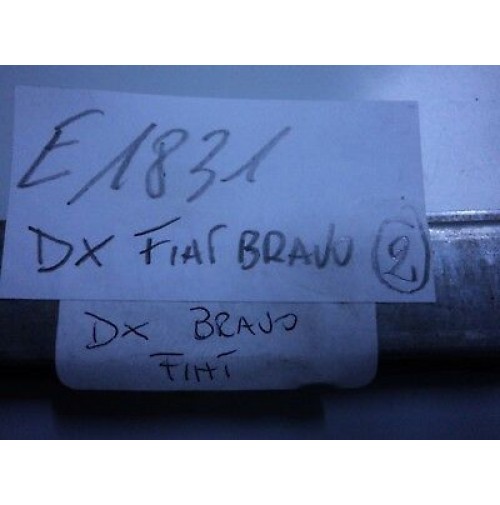 E1831
DX FIAT BRAVO 2
DX BRAVO
FIAT